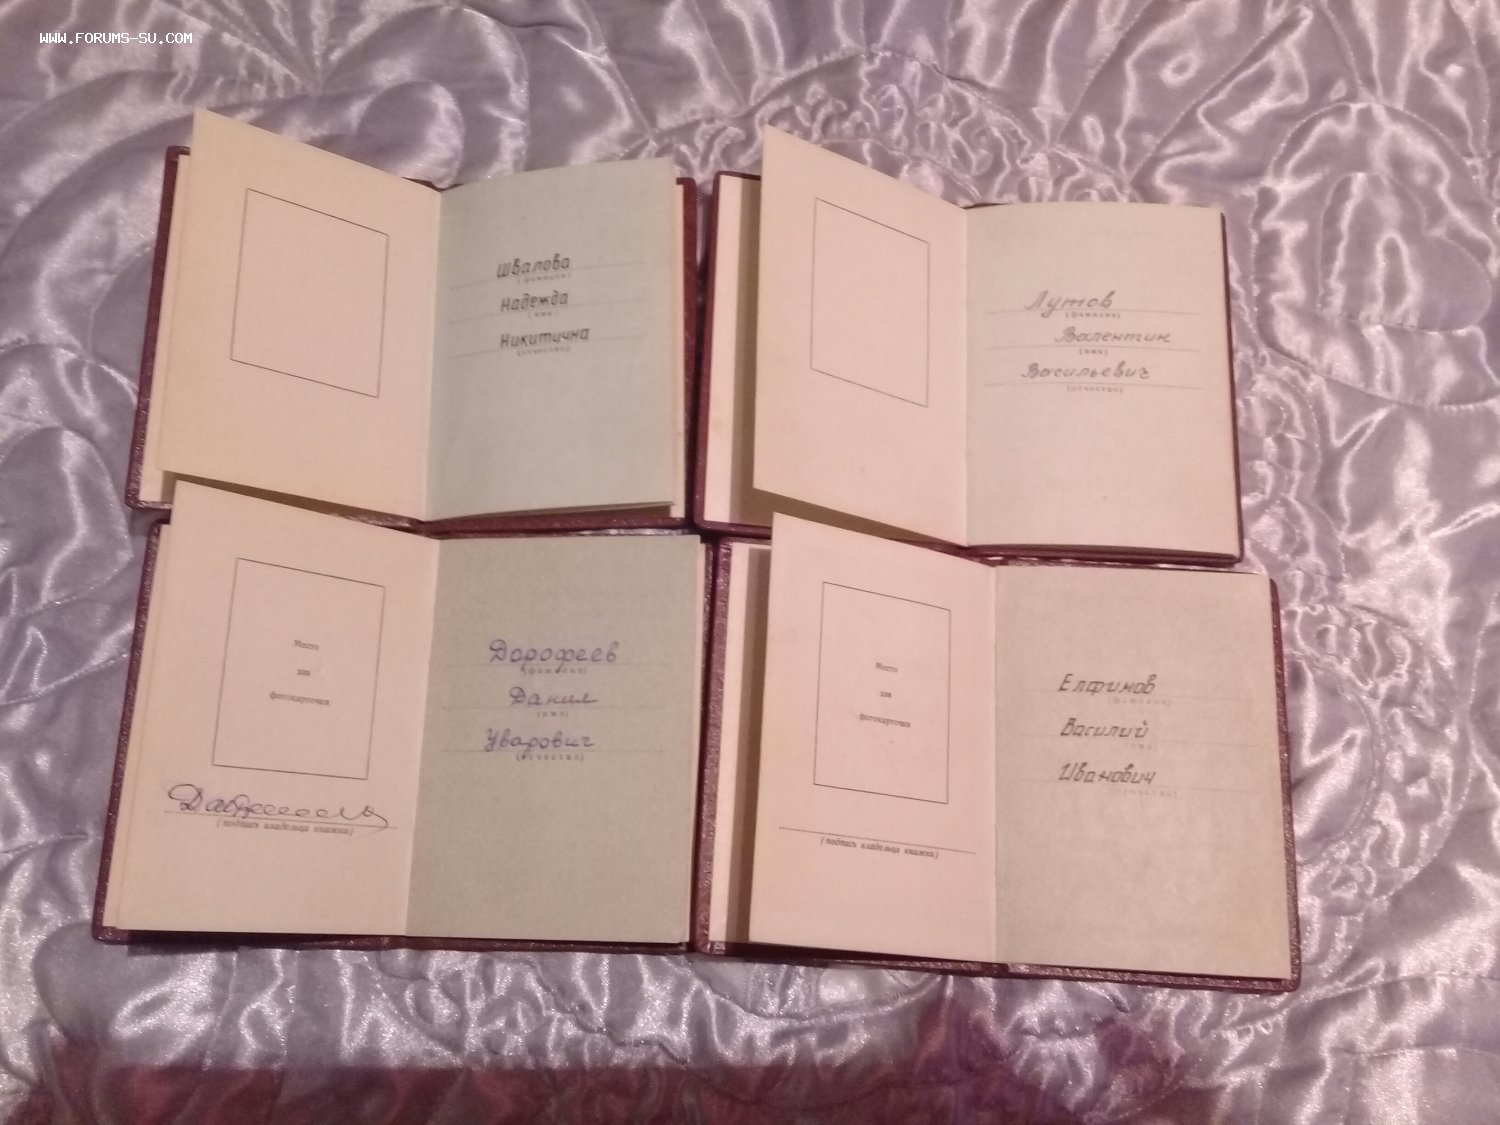 WWW.FORUMS-SU.COM
Швалова
(фамилия)
Надежда
(имя)
Никитична
(отчество)
Лутов
(фамилия)
Валентин
(имя)
Васильевич
(отчество)
Место
для
фотокарточки
(подпись владельца книжки)
Дарофеев
(фамилия)
Данил
(имя)
Уварович
(отчество)
Место
для
фотокарточки
(подпись владельца книжки)
Елфимов
(фамилия)
Василий
(имя)
Иванович
(отчество)